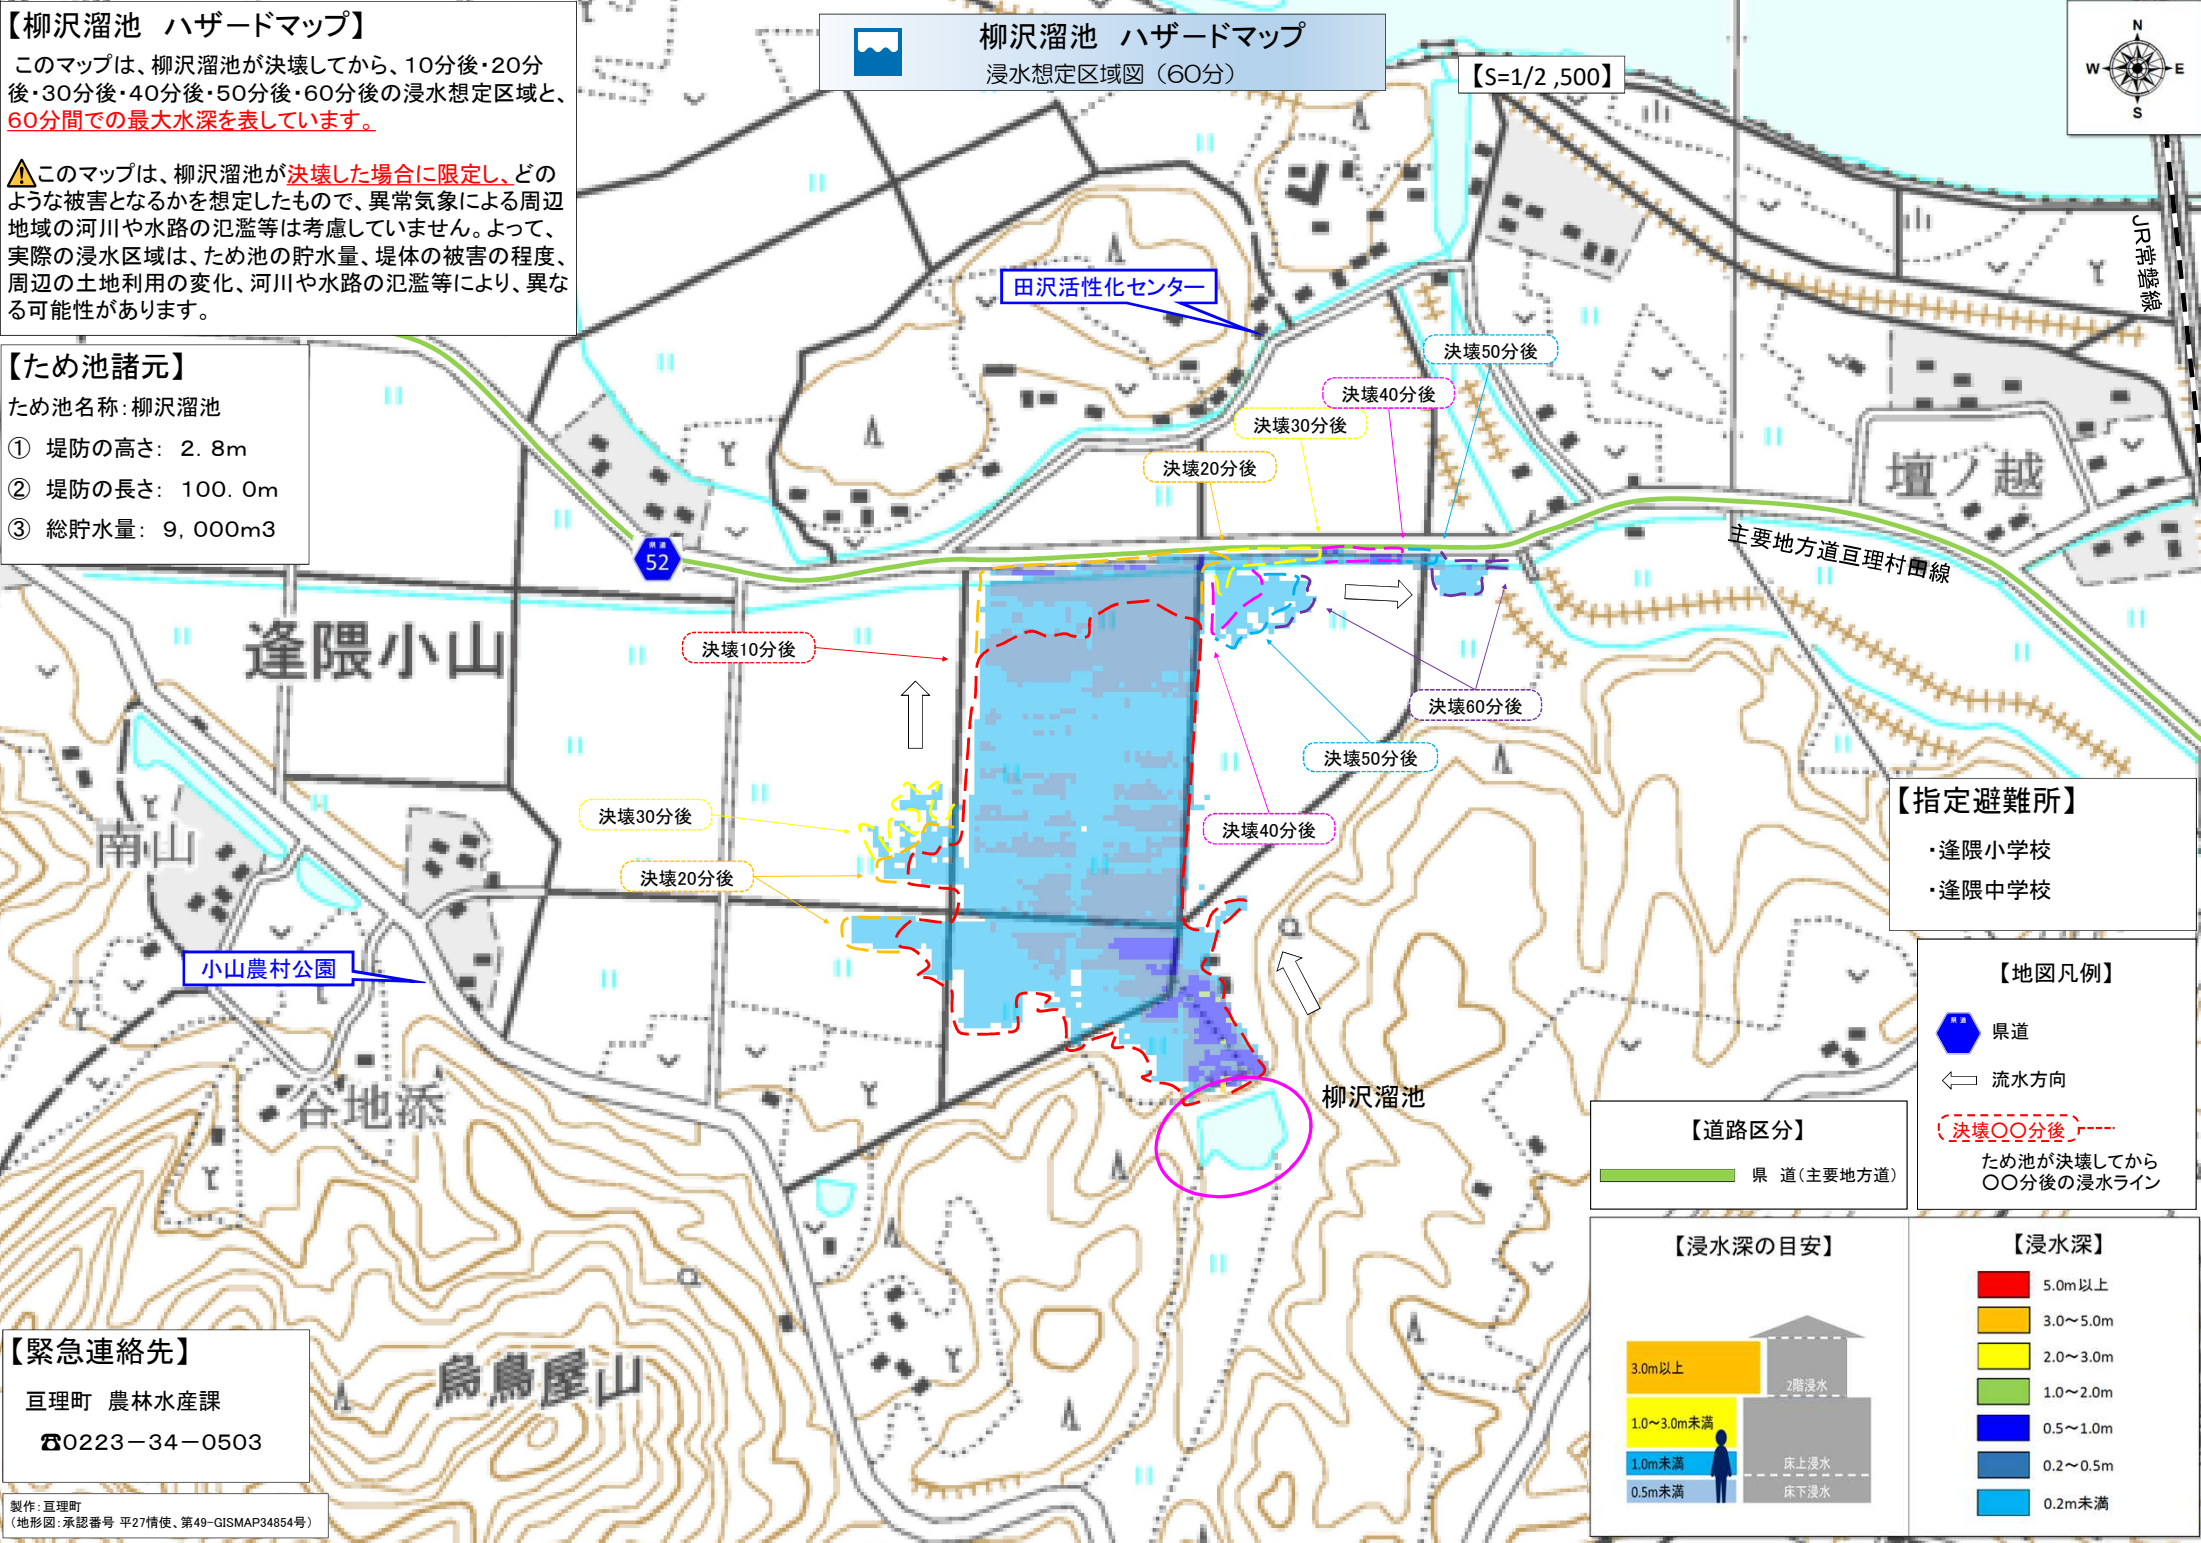 【柳沢溜池 ハザードマップ】
このマップは、柳沢溜池が決壊してから、10分後・20分
後・30分後・40分後・50分後・60分後の浸水想定区域と、
60分間での最大水深を表しています。
このマップは、柳沢溜池が決壊した場合に限定し、どの
ような被害となるかを想定したもので、異常気象による周辺
地域の河川や水路の氾濫等は考慮していません。よって、
実際の浸水区域は、ため池の貯水量、堤体の被害の程度、
周辺の土地利用の変化、河川や水路の氾濫等により、異な
る可能性があります。
柳沢溜池 ハザードマップ
浸水想定区域図（60分）
【S=1/2,500】
N
W
E
S
JR常磐線
【ため池諸元】
ため池名称：柳沢溜池
① 堤防の高さ： 2.8m
② 堤防の長さ： 100.0m
③ 総貯水量： 9,000m3
田沢活性化センター
決壊50分後
決壊40分後
決壊30分後
決壊20分後
壇ノ越
県道
52
主要地方道亘理村田線
逢隈小山
決壊10分後
決壊60分後
決壊50分後
決壊40分後
決壊30分後
決壊20分後
南山
小山農村公園
谷地添
柳沢溜池
烏鳥屋山
【指定避難所】
・逢隈小学校
・逢隈中学校
【地図凡例】
県道
県道
流水方向
決壊〇〇分後
ため池が決壊してから
〇〇分後の浸水ライン
【道路区分】
県 道（主要地方道）
【浸水深の目安】
3.0m以上
2階浸水
1.0～3.0m未満
1.0m未満
床上浸水
0.5m未満
床下浸水
【浸水深】
5.0m以上
3.0～5.0m
2.0～3.0m
1.0～2.0m
0.5～1.0m
0.2～0.5m
0.2m未満
【緊急連絡先】
亘理町 農林水産課
☎0223－34－0503
製作：亘理町
（地形図：承認番号 平27情使、第49-GISMAP34854号）